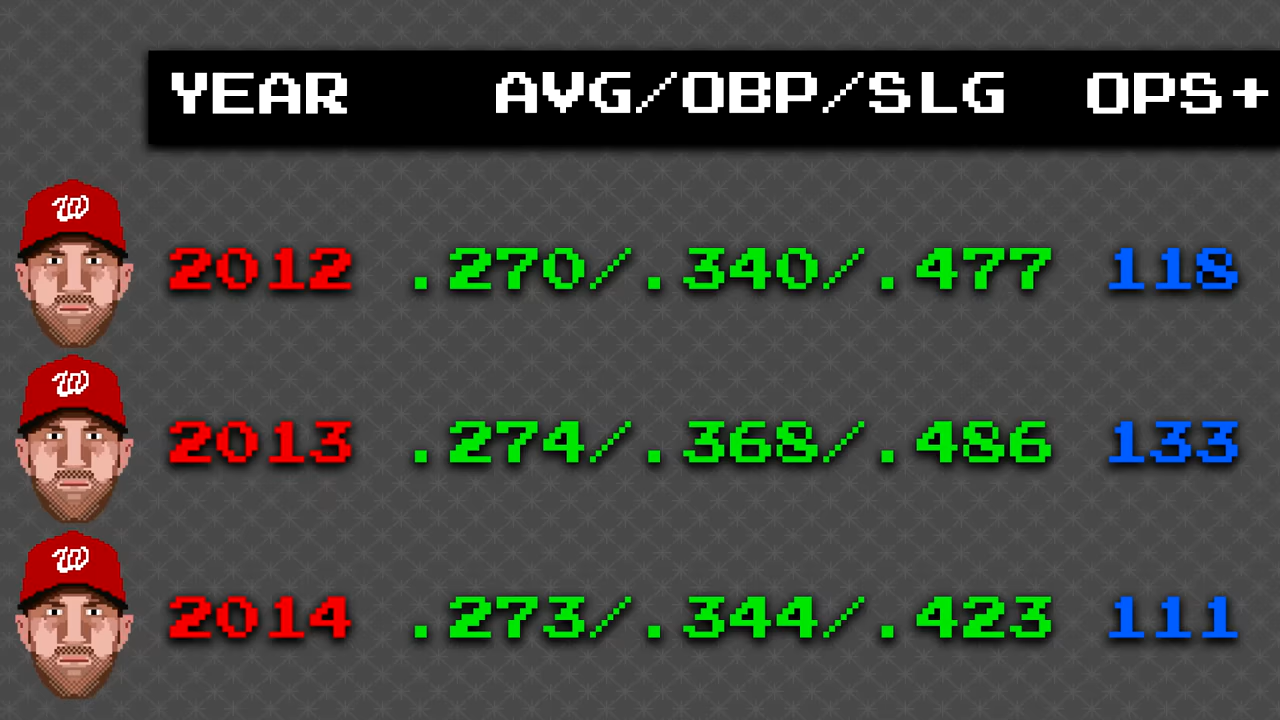 YEAR AVG/OBP/SLG OPS+
W
2012 .270/.340/.477 118
W
2013 .274/.368/.486 133
W
2014 .273/.344/.423 111